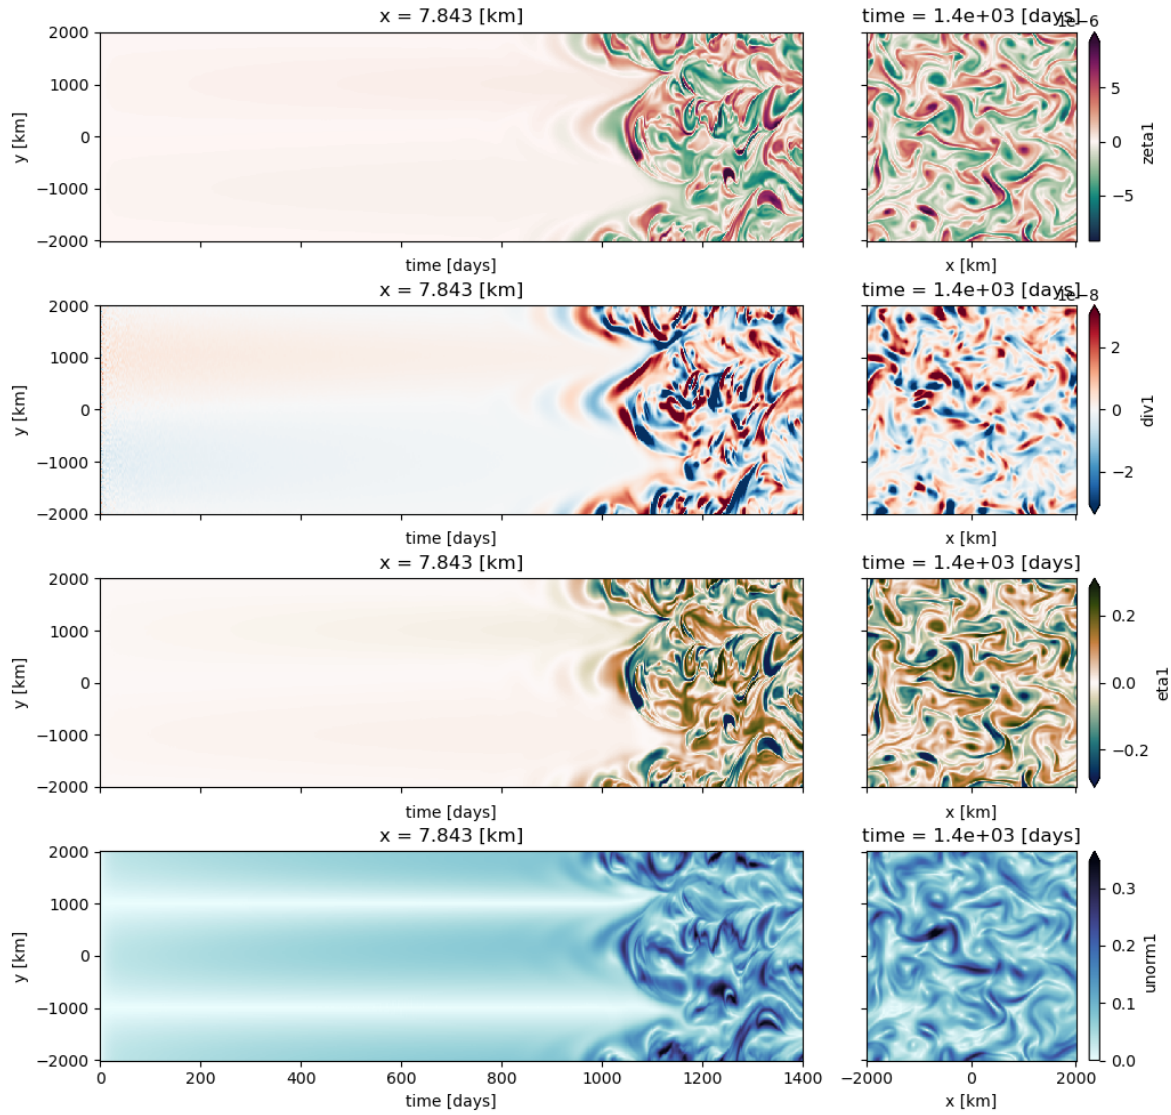 x = 7.843 [km]
time = 1.4e+03 [days]
1e−6
2000
1000
0
−1000
−2000
y [km]
time [days]
x [km]
5
0
−5
zeta1
x = 7.843 [km]
time = 1.4e+03 [days]
1e−8
2000
1000
0
−1000
−2000
y [km]
time [days]
x [km]
2
0
−2
div1
x = 7.843 [km]
time = 1.4e+03 [days]
2000
1000
0
−1000
−2000
y [km]
time [days]
x [km]
0.2
0.0
−0.2
eta1
x = 7.843 [km]
time = 1.4e+03 [days]
2000
1000
0
−1000
−2000
y [km]
0 200 400 600 800 1000 1200 1400
time [days]
−2000 0 2000
x [km]
0.3
0.2
0.1
0.0
unorm1